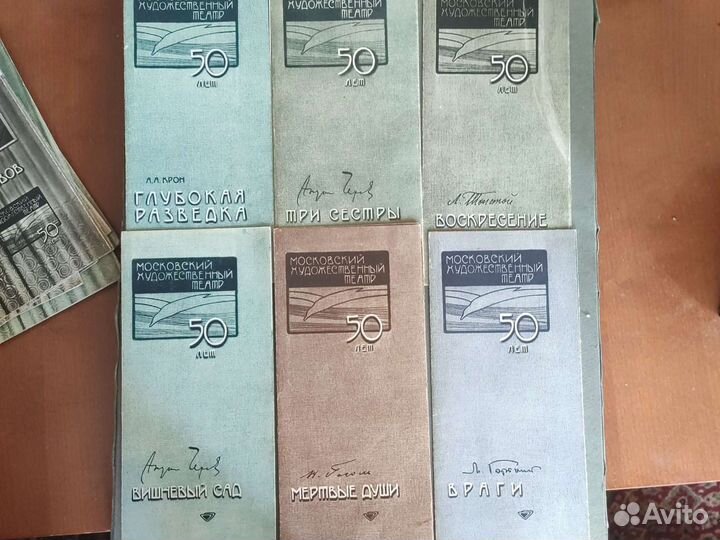 МОСКОВСКИЙ
ХУДОЖЕСТВЕННЫЙ
ТЕАТР
50
ЛЕТ
А.А. КРОН
ГЛУБОКАЯ
РАЗВЕДКА
МОСКОВСКИЙ
ХУДОЖЕСТВЕННЫЙ
ТЕАТР
50
ЛЕТ
Антон Чехов
ТРИ СЕСТРЫ
МОСКОВСКИЙ
ХУДОЖЕСТВЕННЫЙ
ТЕАТР
50
ЛЕТ
Л. Толстой
ВОСКРЕСЕНИЕ
МОСКОВСКИЙ
ХУДОЖЕСТВЕННЫЙ
ТЕАТР
50
ЛЕТ
Антон Чехов
ВИШНЕВЫЙ САД
МОСКОВСКИЙ
ХУДОЖЕСТВЕННЫЙ
ТЕАТР
50
ЛЕТ
Н. Гоголь
МЕРТВЫЕ ДУШИ
МОСКОВСКИЙ
ХУДОЖЕСТВЕННЫЙ
ТЕАТР
50
ЛЕТ
М. Горький
ВРАГИ
50
Avito